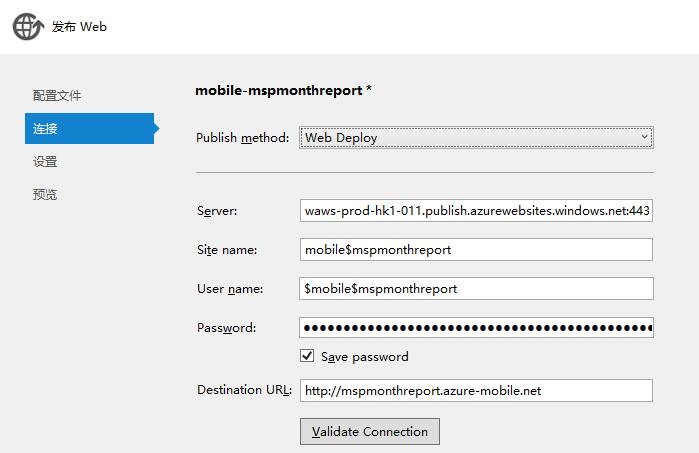 发布 Web
配置文件
连接
设置
预览
mobile-mspmonthreport *
Publish method: Web Deploy
Server: waws-prod-hk1-011.publish.azurewebsites.windows.net:443
Site name: mobile$mspmonthreport
User name: $mobile$mspmonthreport
Password: ●●●●●●●●●●●●●●●●●●●●●●●●●●●●●●●●●●●●●●●●●●●●
Save password
Destination URL: http://mspmonthreport.azure-mobile.net
Validate Connection